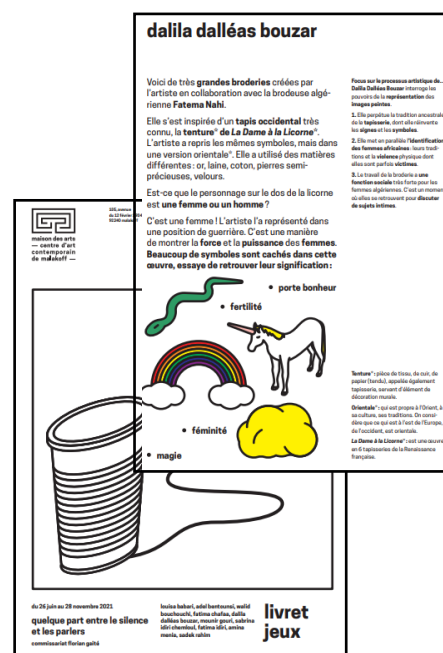 dalila dalléas bouzar
Voici de très grandes broderies créées par
l'artiste en collaboration avec la brodeuse algé-
rienne Fatema Nahi.
Elle s'est inspirée d'un tapis occidental très
connu, la tenture* de La Dame à la Licorne*.
L'artiste a repris les mêmes symboles, mais dans
une version orientale*. Elle a utilisé des matières
différentes : or, laine, coton, pierres semi-
précieuses, velours.
Est-ce que le personnage sur le dos de la licorne
est une femme ou un homme ?
C'est une femme ! L'artiste l'a représenté dans
une position de guerrière. C'est une manière
de montrer la force et la puissance des femmes.
Beaucoup de symboles sont cachés dans cette
œuvre, essaye de retrouver leur signification :
• porte bonheur
• fertilité
• féminité
• magie
Focus sur le processus artistique de...
Dalila Dalléas Bouzar interroge les
pouvoirs de la représentation des
images peintes.
1. Elle perpétue la tradition ancestrale
de la tapisserie, dont elle réinvente
les signes et les symboles.
2. Elle met en parallèle l'identification
des femmes africaines : leurs tradi-
tions et la violence physique dont
elles sont parfois victimes.
3. Le travail de la broderie a une
fonction sociale très forte pour les
femmes algériennes. C'est un moment
où elles se retrouvent pour discuter
de sujets intimes.
Tenture* : pièce de tissu, de cuir, de
papier (tendu), appelée également
tapisserie, servant d'élément de
décoration murale.
Orientale* : qui est propre à l'Orient, à
sa culture, ses traditions. On consi-
dère que ce qui est à l'est de l'Europe,
de l'occident, est orientale.
La Dame à la Licorne* : est une œuvre
en 6 tapisseries de la Renaissance
française.
maison des arts
— centre d'art
contemporain
de malakoff —
105, avenue
du 12 février 1934
92240 malakoff
du 26 juin au 28 novembre 2021
quelque part entre le silence
et les parlers
commissariat florian gaité
louisa babari, adel bentounsi, walid
bouchouchi, fatima chafaa, dalila
dalléas bouzar, mounir gouri, sabrina
idiri chemloul, fatima idiri, amine
menia, sadek rahim
livret
jeux